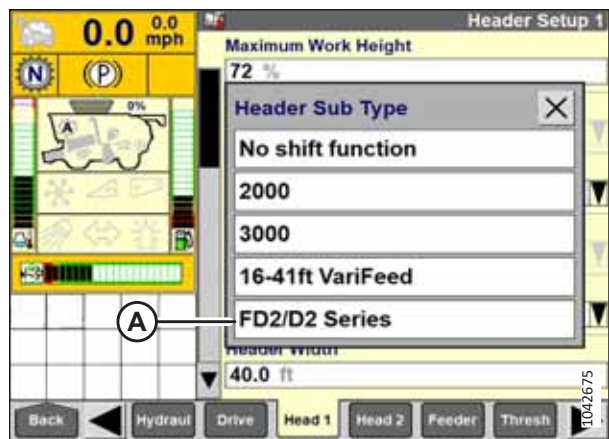 0.0 0.0 mph
Header Setup 1
Maximum Work Height
72 %
N (P)
0%
A
Header Sub Type X
No shift function
2000
3000
16-41ft VariFeed
A FD2/D2 Series
Header Width
40.0 ft
Back Hydraul Drive Head 1 Head 2 Feeder Thresh
1042675